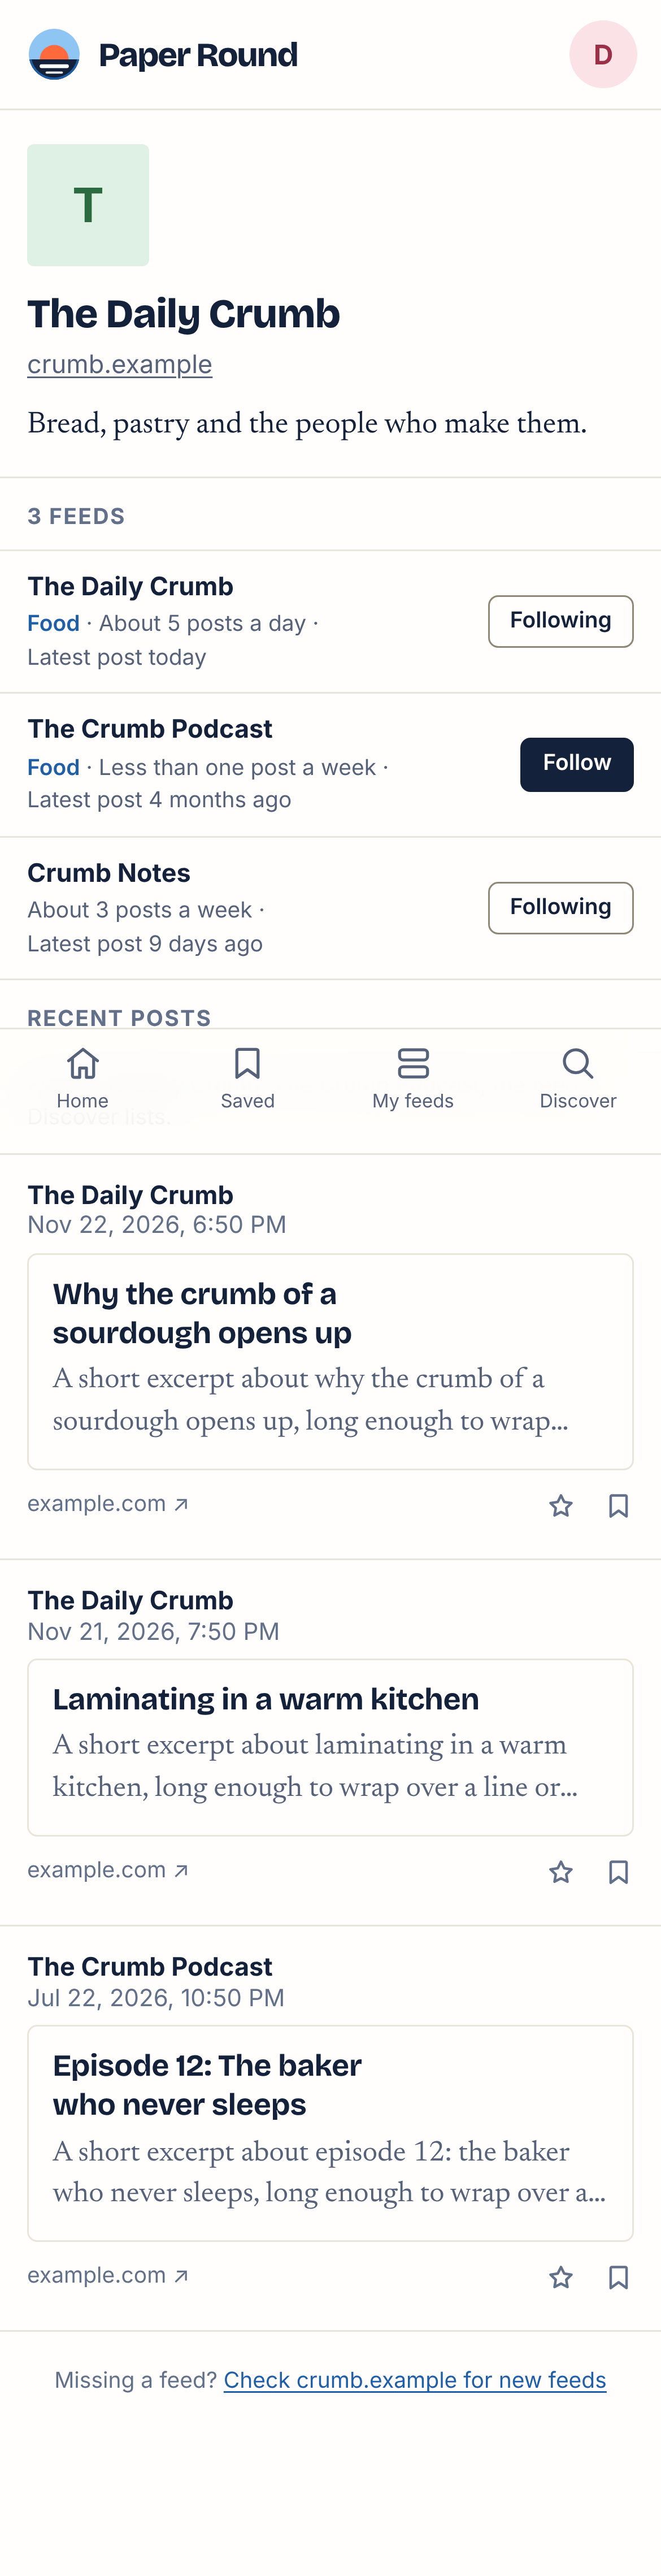 Paper Round
D
T
The Daily Crumb
crumb.example
Bread, pastry and the people who make them.
3 FEEDS
The Daily Crumb
Food · About 5 posts a day ·
Latest post today
Following
The Crumb Podcast
Food · Less than one post a week ·
Latest post 4 months ago
Follow
Crumb Notes
About 3 posts a week ·
Latest post 9 days ago
Following
RECENT POSTS
Discover lists.
Home
Saved
My feeds
Discover
The Daily Crumb
Nov 22, 2026, 6:50 PM
Why the crumb of a
sourdough opens up
A short excerpt about why the crumb of a
sourdough opens up, long enough to wrap...
example.com ↗
The Daily Crumb
Nov 21, 2026, 7:50 PM
Laminating in a warm kitchen
A short excerpt about laminating in a warm
kitchen, long enough to wrap over a line or...
example.com ↗
The Crumb Podcast
Jul 22, 2026, 10:50 PM
Episode 12: The baker
who never sleeps
A short excerpt about episode 12: the baker
who never sleeps, long enough to wrap over a...
example.com ↗
Missing a feed? Check crumb.example for new feeds